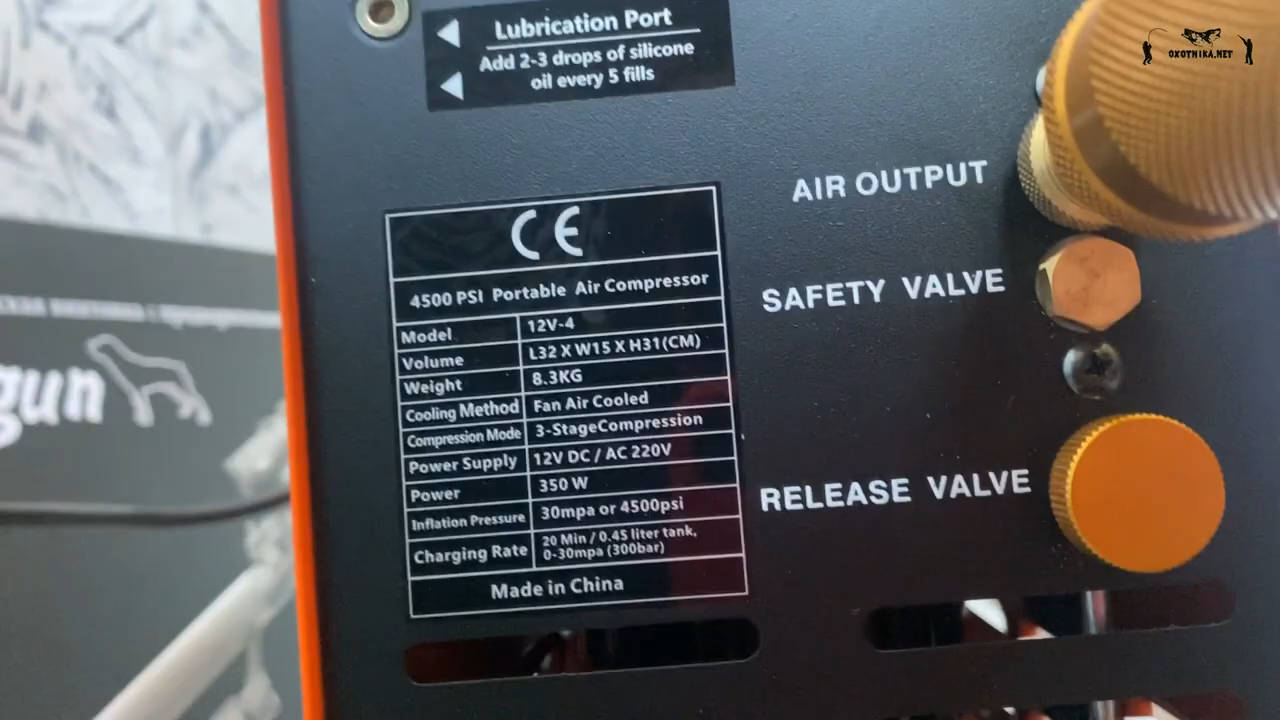 Lubrication Port
Add 2-3 drops of silicone
oil every 5 fills
OXOTNIKA.NET
AIR OUTPUT
SAFETY VALVE
RELEASE VALVE
CE
4500 PSI Portable Air Compressor
Model 12V-4
Volume L32 X W15 X H31(CM)
Weight 8.3KG
Cooling Method Fan Air Cooled
Compression Mode 3-StageCompression
Power Supply 12V DC / AC 220V
Power 350 W
Inflation Pressure 30mpa or 4500psi
Charging Rate 20 Min / 0.45 liter tank,
0-30mpa (300bar)
Made in China
gun